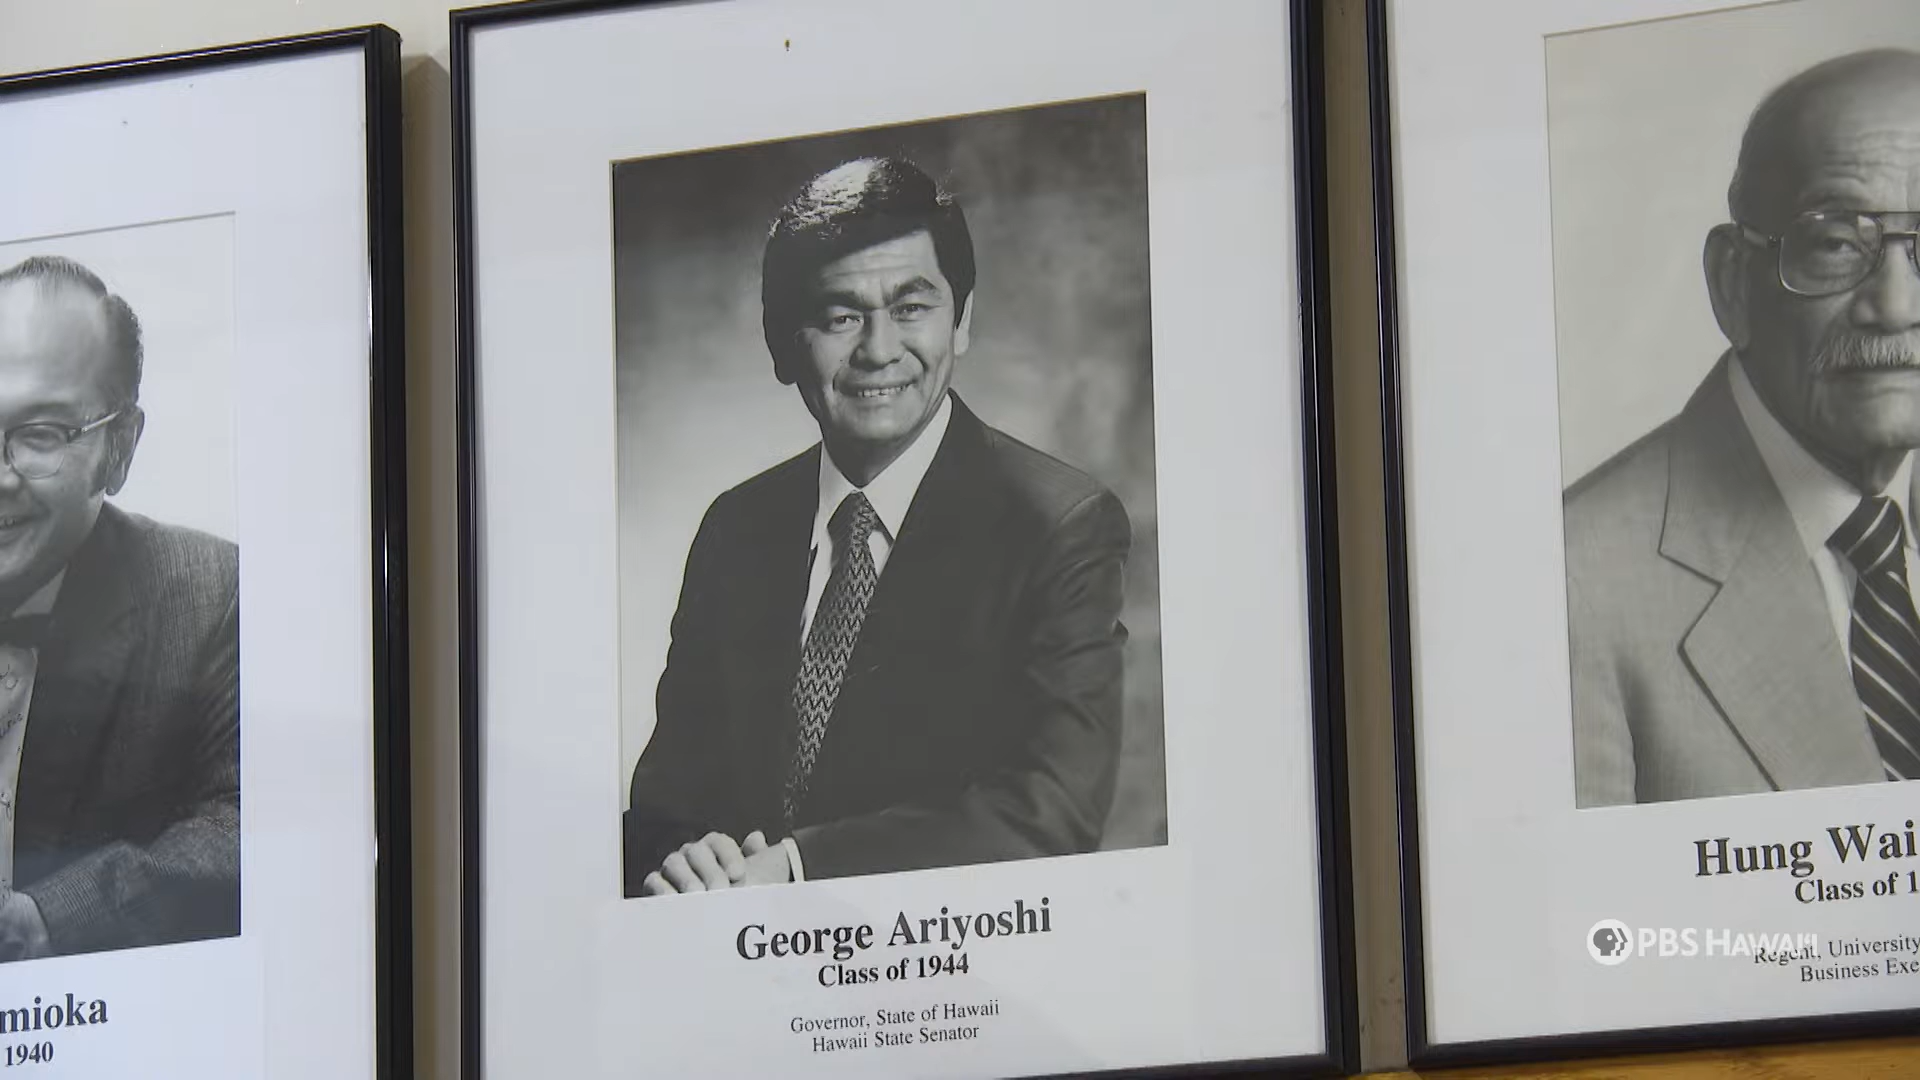 mioka
1940
George Ariyoshi
Class of 1944
Governor, State of Hawaii
Hawaii State Senator
Hung Wai
Class of 1
Regent, University
Business Exe
PBS HAWAIʻI